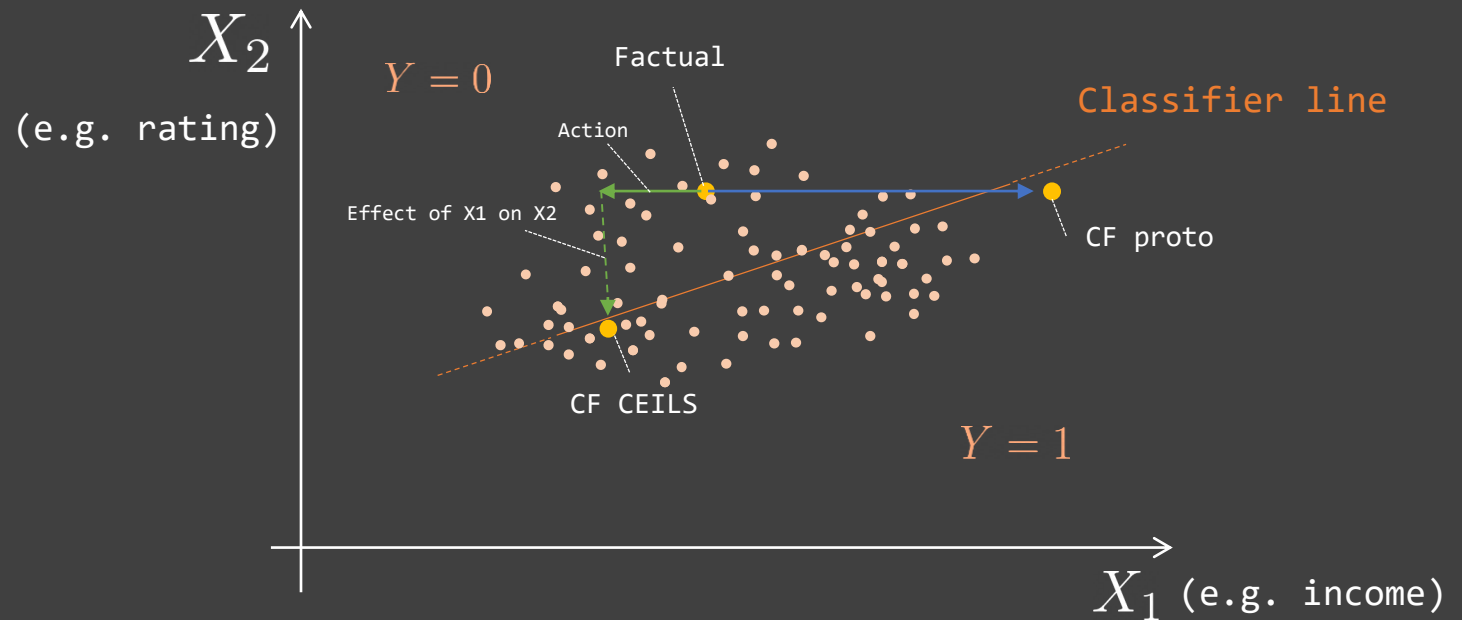 X₂
(e.g. rating)
Y = 0
Factual
Action
Classifier line
Effect of X1 on X2
CF proto
CF CEILS
Y = 1
X₁ (e.g. income)